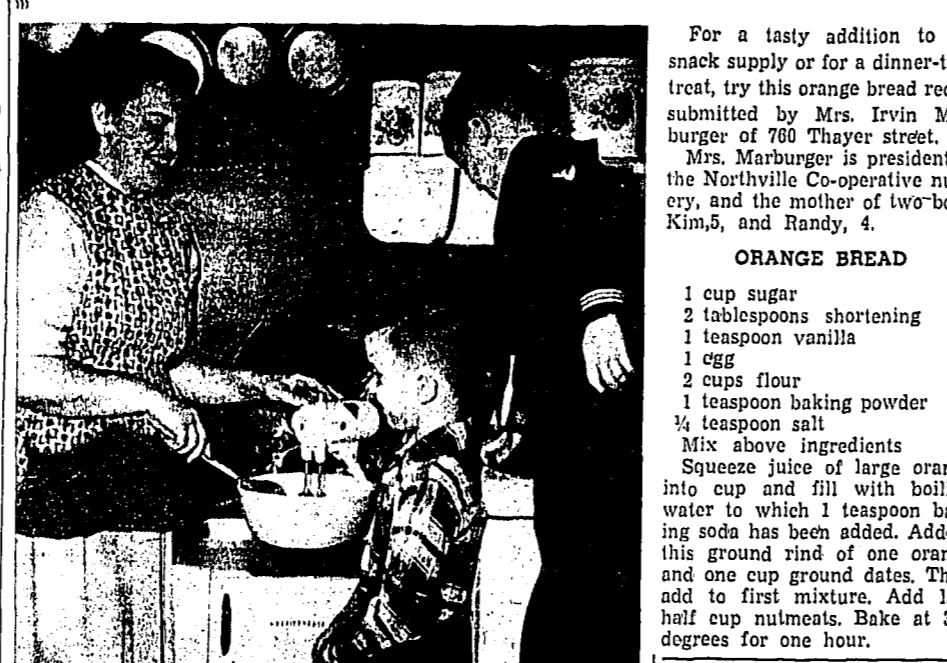 For a tasty addition to
snack supply or for a dinner-t
treat, try this orange bread rec
submitted by Mrs. Irvin M
burger of 760 Thayer street.
Mrs. Marburger is president
the Northville Co-operative nu
ery, and the mother of two bo
Kim,5, and Randy, 4.
ORANGE BREAD
1 cup sugar
2 tablespoons shortening
1 teaspoon vanilla
1 egg
2 cups flour
1 teaspoon baking powder
¼ teaspoon salt
Mix above ingredients
Squeeze juice of large oran
into cup and fill with boil
water to which 1 teaspoon ba
ing soda has been added. Add
this ground rind of one oran
and one cup ground dates. Th
add to first mixture. Add 1
half cup nutmeats. Bake at 3
degrees for one hour.